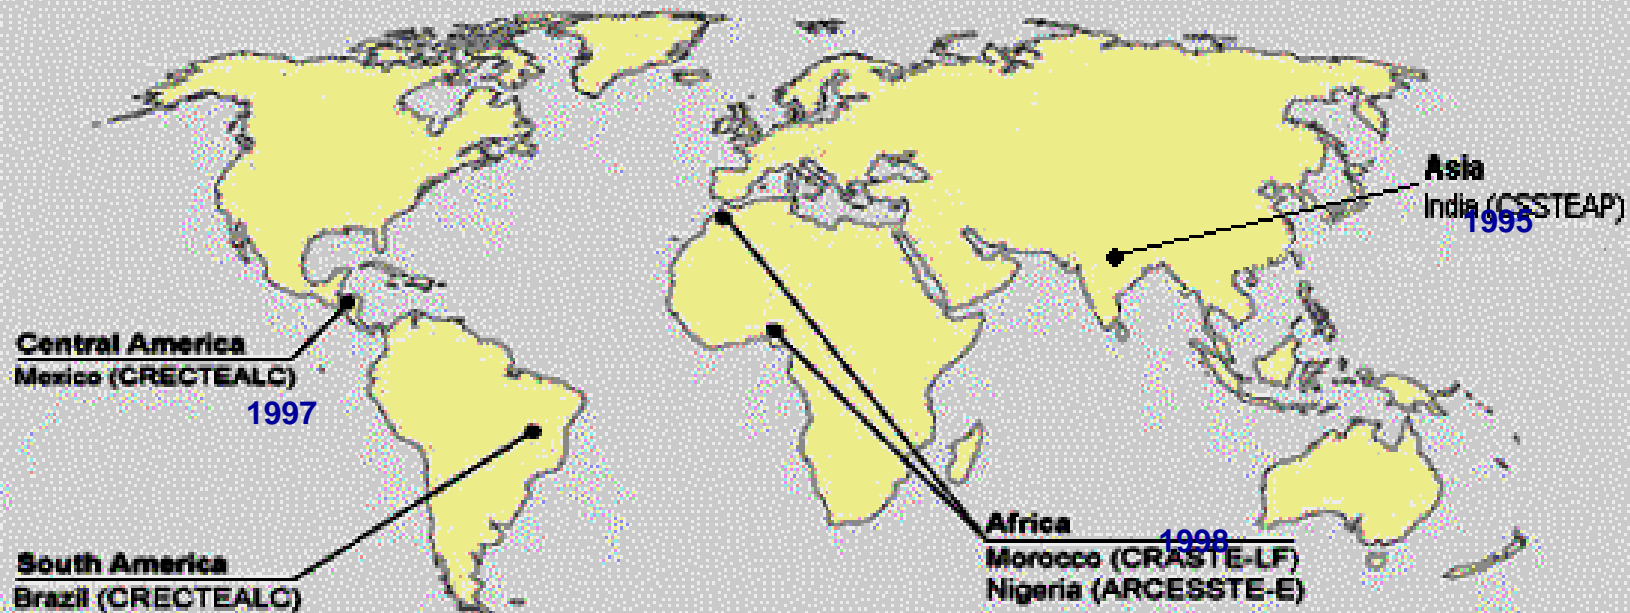 Asia
India (CSSTEAP)
1995
Central America
Mexico (CRECTEALC)
1997
South America
Brazil (CRECTEALC)
Africa
1998
Morocco (CRASTE-LF)
Nigeria (ARCESSTE-E)